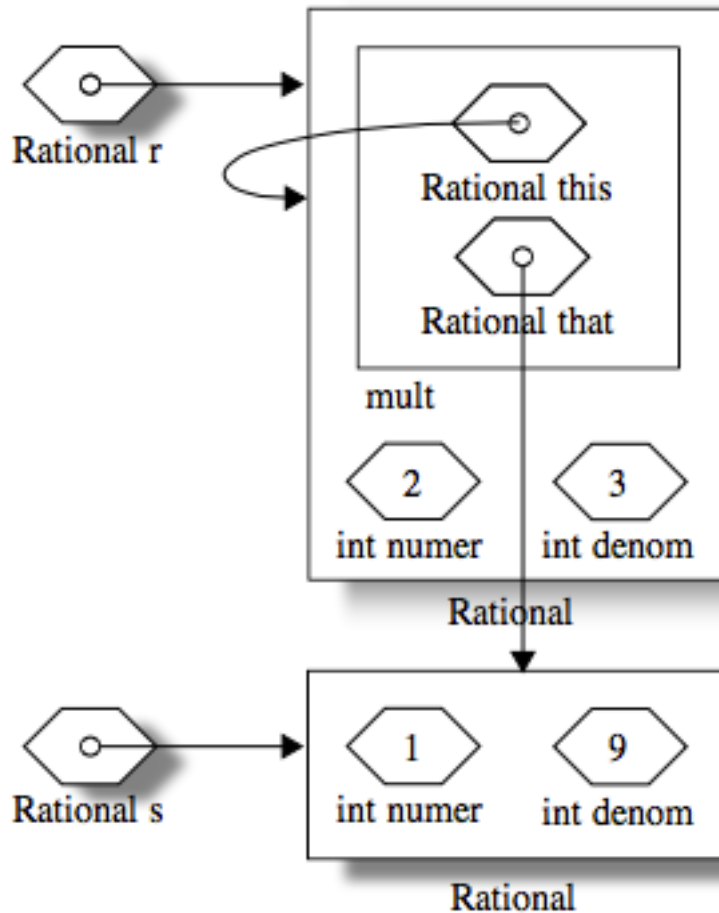 Rational r
Rational this
Rational that
mult
2 3
int numer int denom
Rational
1 9
Rational s int numer int denom
Rational